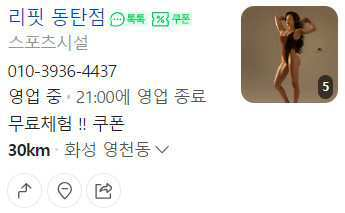 리핏 동탄점 톡톡 쿠폰
스포츠시설
010-3936-4437
영업 중 · 21:00에 영업 종료
무료체험 !! 쿠폰
30km · 화성 영천동
5